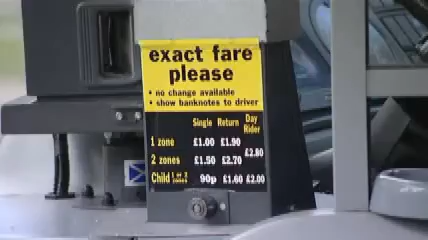 exact fare
please
• no change available
• show banknotes to driver
Single Return Day Rider
1 zone £1.00 £1.90
£2.80
2 zones £1.50 £2.70
Child 90p £1.60 £2.00